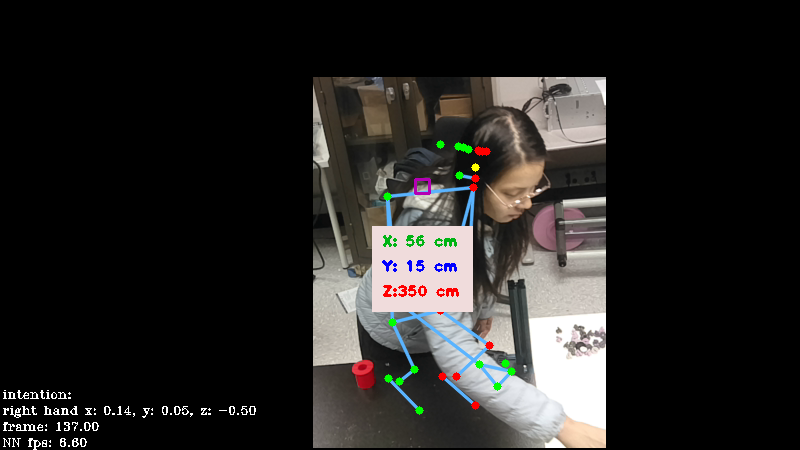 X: 56 cm
Y: 15 cm
Z:350 cm
intention:
right hand x: 0.14, y: 0.05, z: −0.50
frame: 137.00
NN fps: 6.60